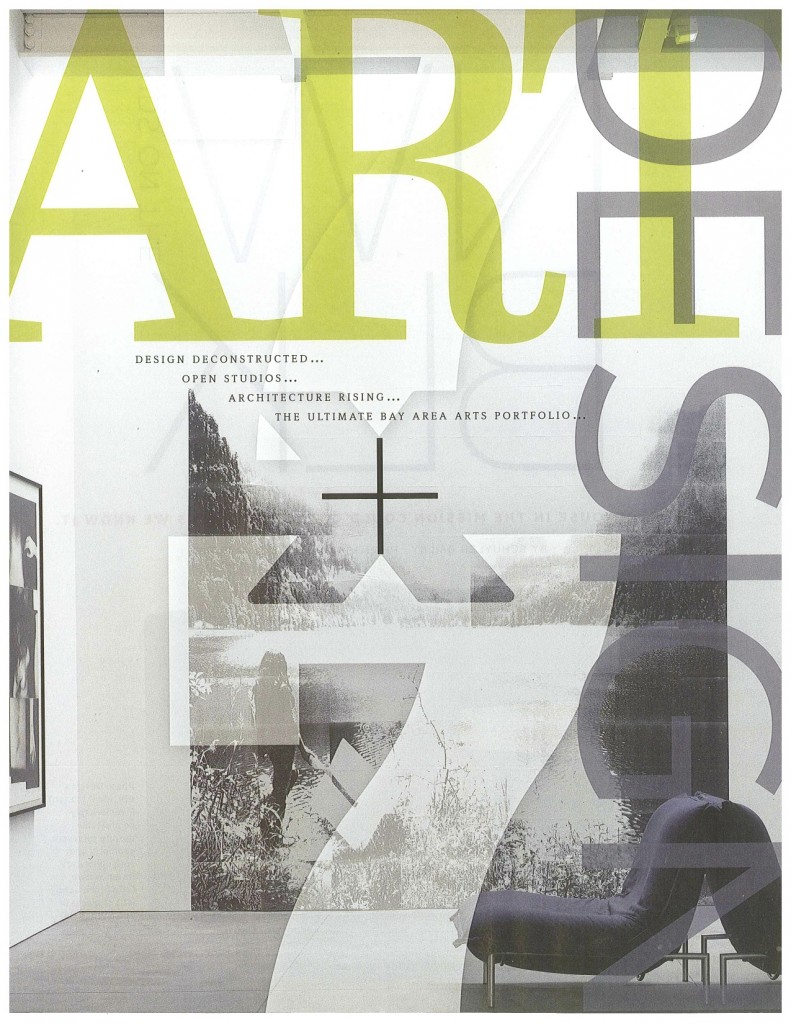 ART
DESIGN
DESIGN DECONSTRUCTED...
OPEN STUDIOS...
ARCHITECTURE RISING...
THE ULTIMATE BAY AREA ARTS PORTFOLIO...
+